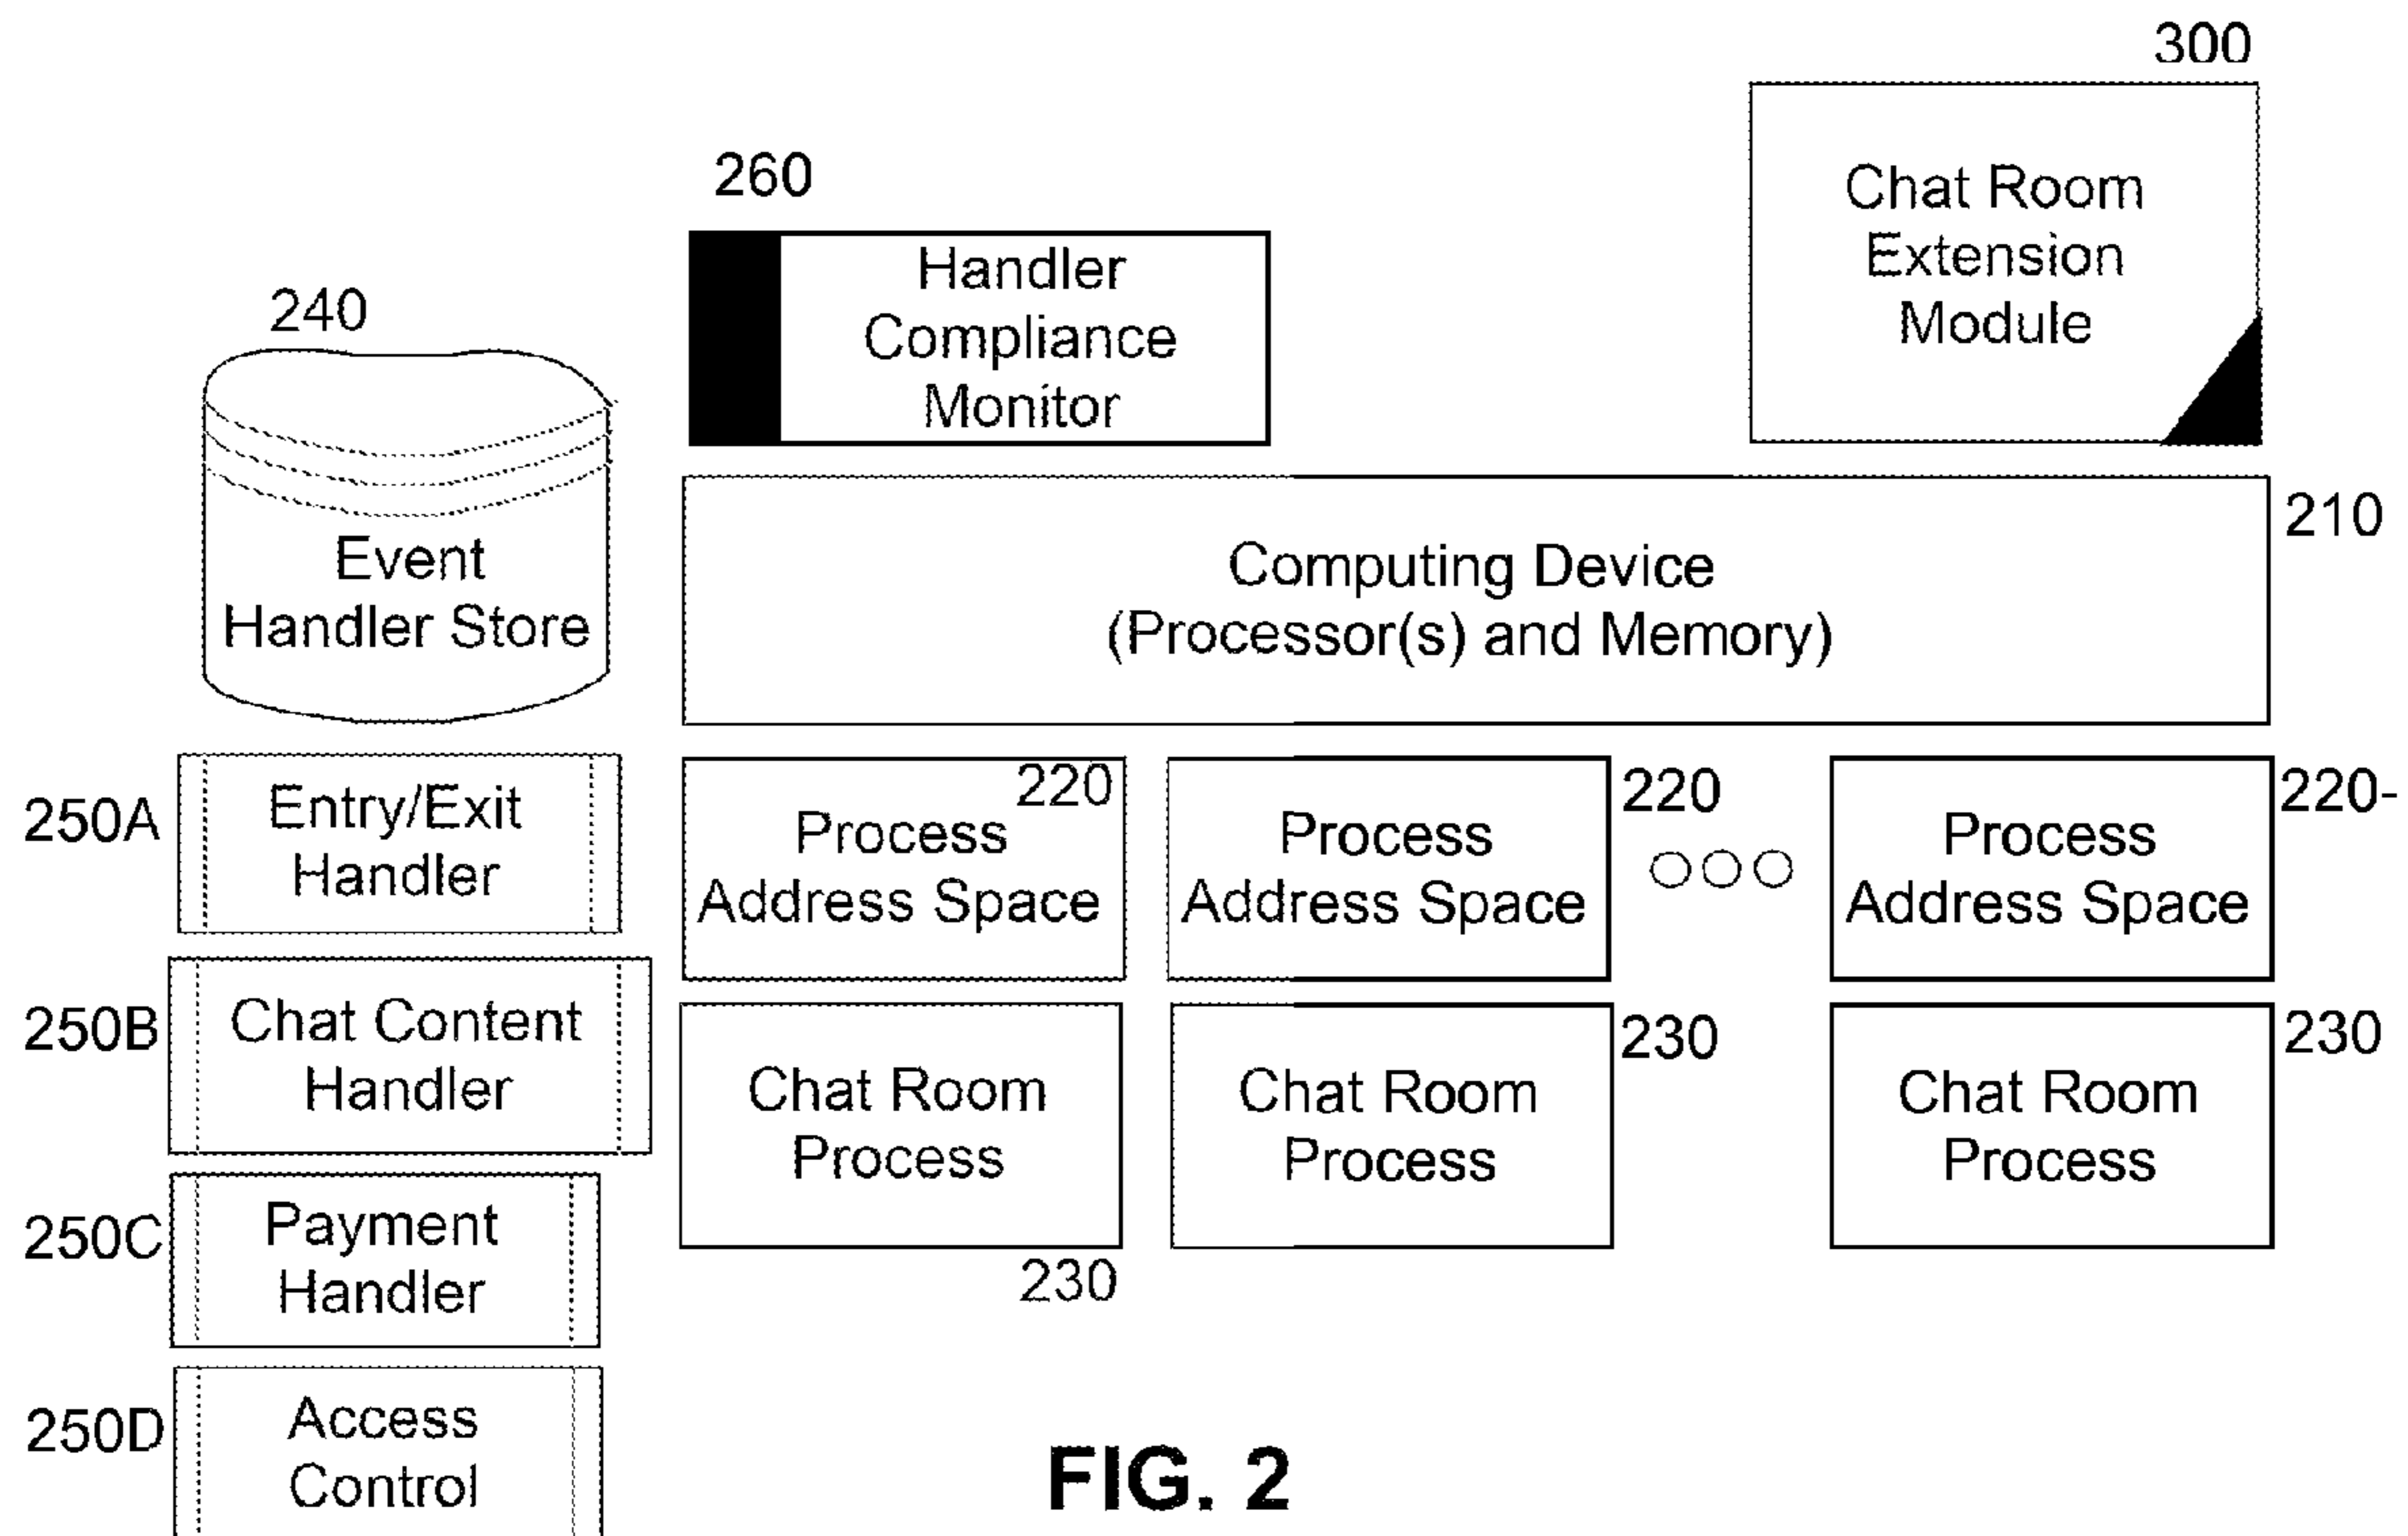 300
Chat Room
Extension
Module
260
Handler
Compliance
Monitor
240
Event
Handler Store
210
Computing Device
(Processor(s) and Memory)
250A
Entry/Exit
Handler
220
Process
Address Space
220
Process
Address Space
220-
Process
Address Space
250B
Chat Content
Handler
Chat Room
Process
230
230
Chat Room
Process
230
Chat Room
Process
250C
Payment
Handler
250D
Access
Control
FIG. 2